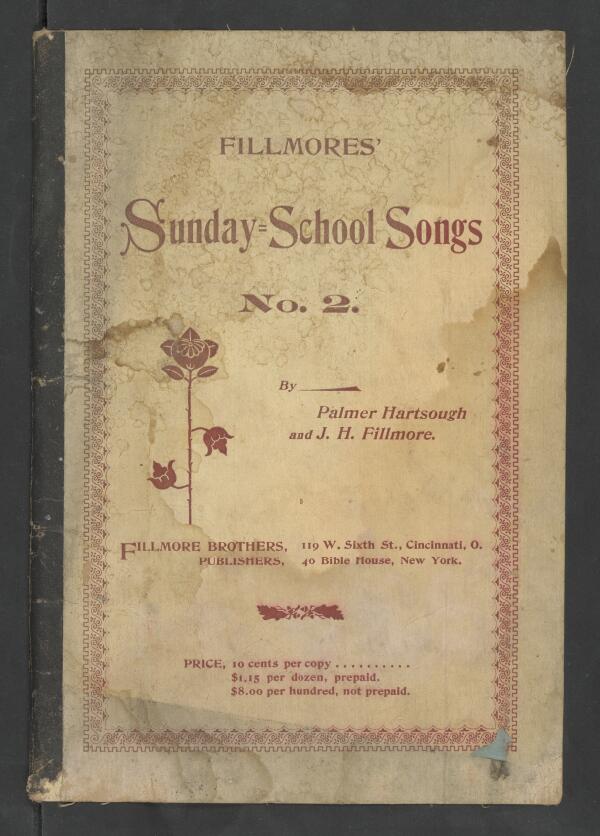 FILLMORES'
Sunday=School Songs
No. 2.
By
Palmer Hartsough
and J. H. Fillmore.
FILLMORE BROTHERS, 119 W. Sixth St., Cincinnati, O.
PUBLISHERS, 40 Bible House, New York.
PRICE, 10 cents per copy . . . . . . . . . .
$1.15 per dozen, prepaid.
$8.00 per hundred, not prepaid.